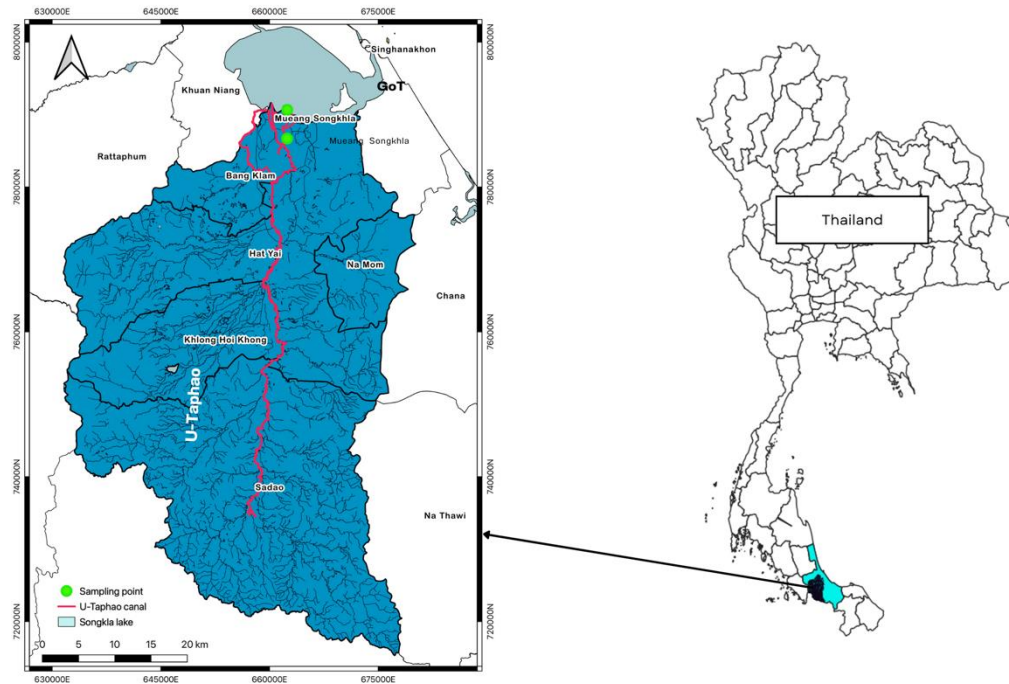 630000E 645000E 660000E 675000E
800000N 800000N
Singhanakhon
GoT
Khuan Niang
Mueang Songkhla
Mueang Songkhla
Rattaphum
Bang Klam
780000N 780000N
Hat Yai
Na Mom
Chana
760000N 760000N
Khlong Hoi Khong
U-Taphao
740000N 740000N
Sadao
Na Thawi
Sampling point
U-Taphao canal
Songkla lake
720000N 720000N
0 5 10 15 20 km
630000E 645000E 660000E 675000E
Thailand